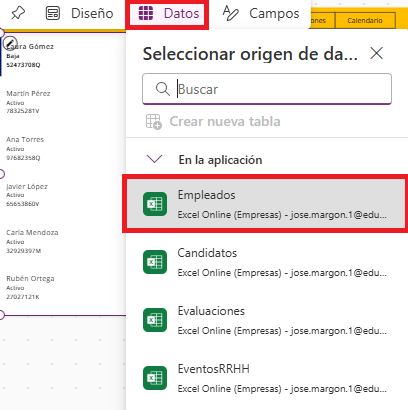 Diseño Datos Campos
ones Calendario
Laura Gómez
Baja
52473708Q
Martín Pérez
Activo
78325281V
Ana Torres
Activo
97682358Q
Javier López
Activo
65653860V
Carla Mendoza
Activo
32929397M
Rubén Ortega
Activo
27027121K
Seleccionar origen de da...
Buscar
Crear nueva tabla
En la aplicación
Empleados
Excel Online (Empresas) - jose.margon.1@edu...
Candidatos
Excel Online (Empresas) - jose.margon.1@edu...
Evaluaciones
Excel Online (Empresas) - jose.margon.1@edu...
EventosRRHH
Excel Online (Empresas) - jose.margon.1@edu...